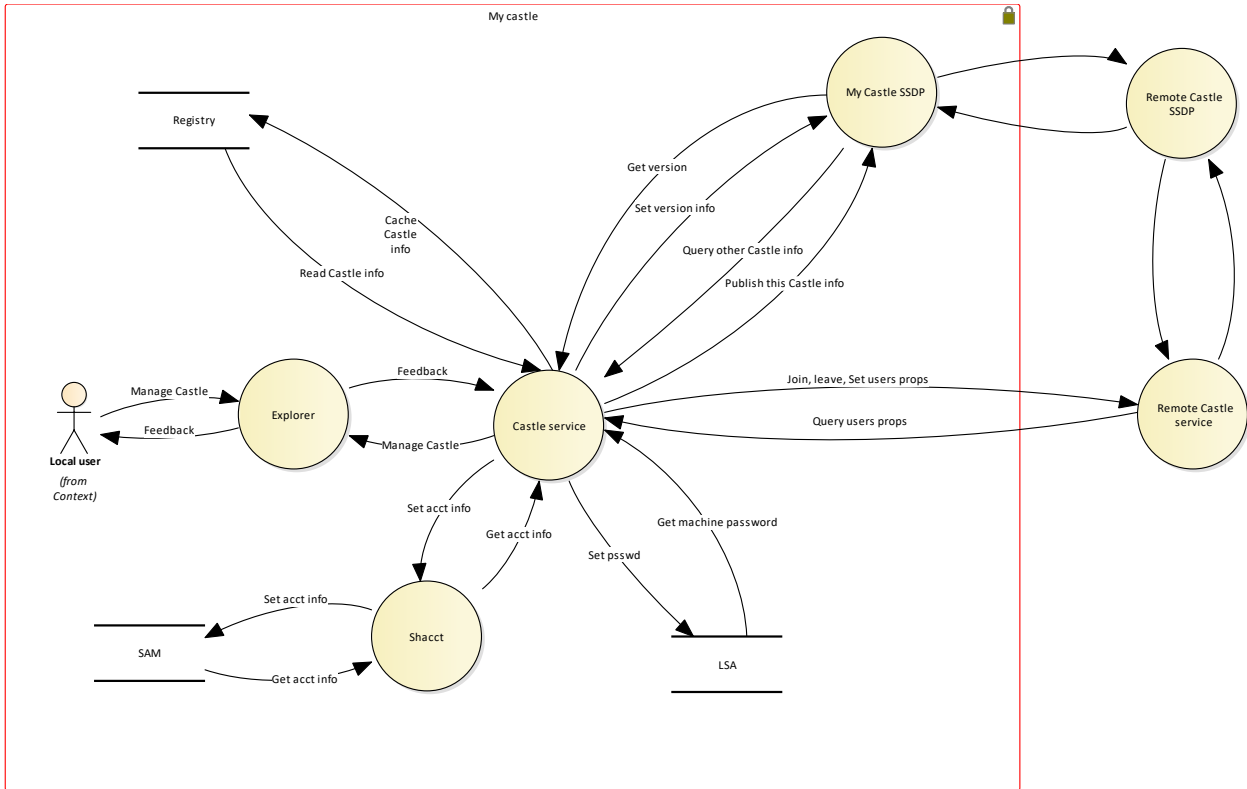 My castle
My Castle SSDP
Remote Castle
SSDP
Registry
Get version
Set version info
Cache
Castle
info
Query other Castle info
Read Castle info
Publish this Castle info
Feedback
Join, leave, Set users props
Manage Castle
Explorer
Castle service
Remote Castle
service
Query users props
Feedback
Manage Castle
Local user
(from
Context)
Set acct info
Get machine password
Get acct info
Set psswd
Set acct info
Shacct
SAM
LSA
Get acct info